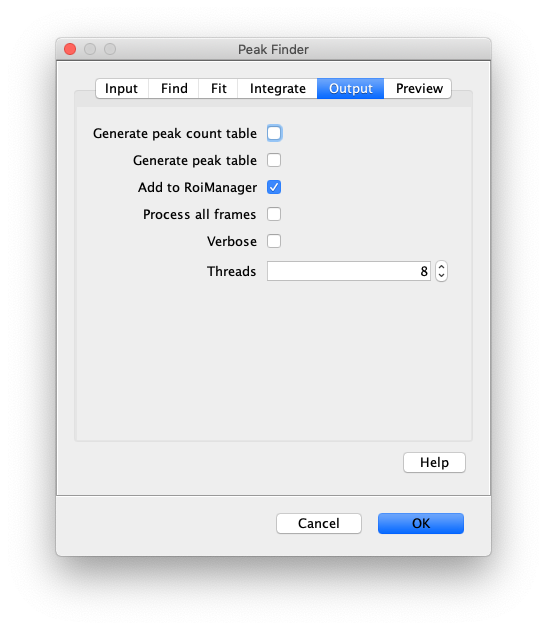 Peak Finder
Input Find Fit Integrate Output Preview
Generate peak count table
Generate peak table
Add to RoiManager
Process all frames
Verbose
Threads 8
Help
Cancel OK